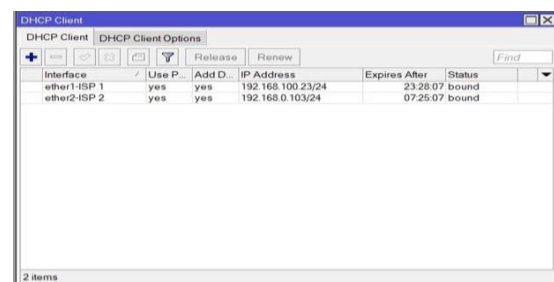 DHCP Client
DHCP Client DHCP Client Options
Release Renew Find
Interface Use P... Add D... IP Address Expires After Status
ether1-ISP 1 yes yes 192.168.100.23/24 23:28:07 bound
ether2-ISP 2 yes yes 192.168.0.103/24 07:25:07 bound
2 items